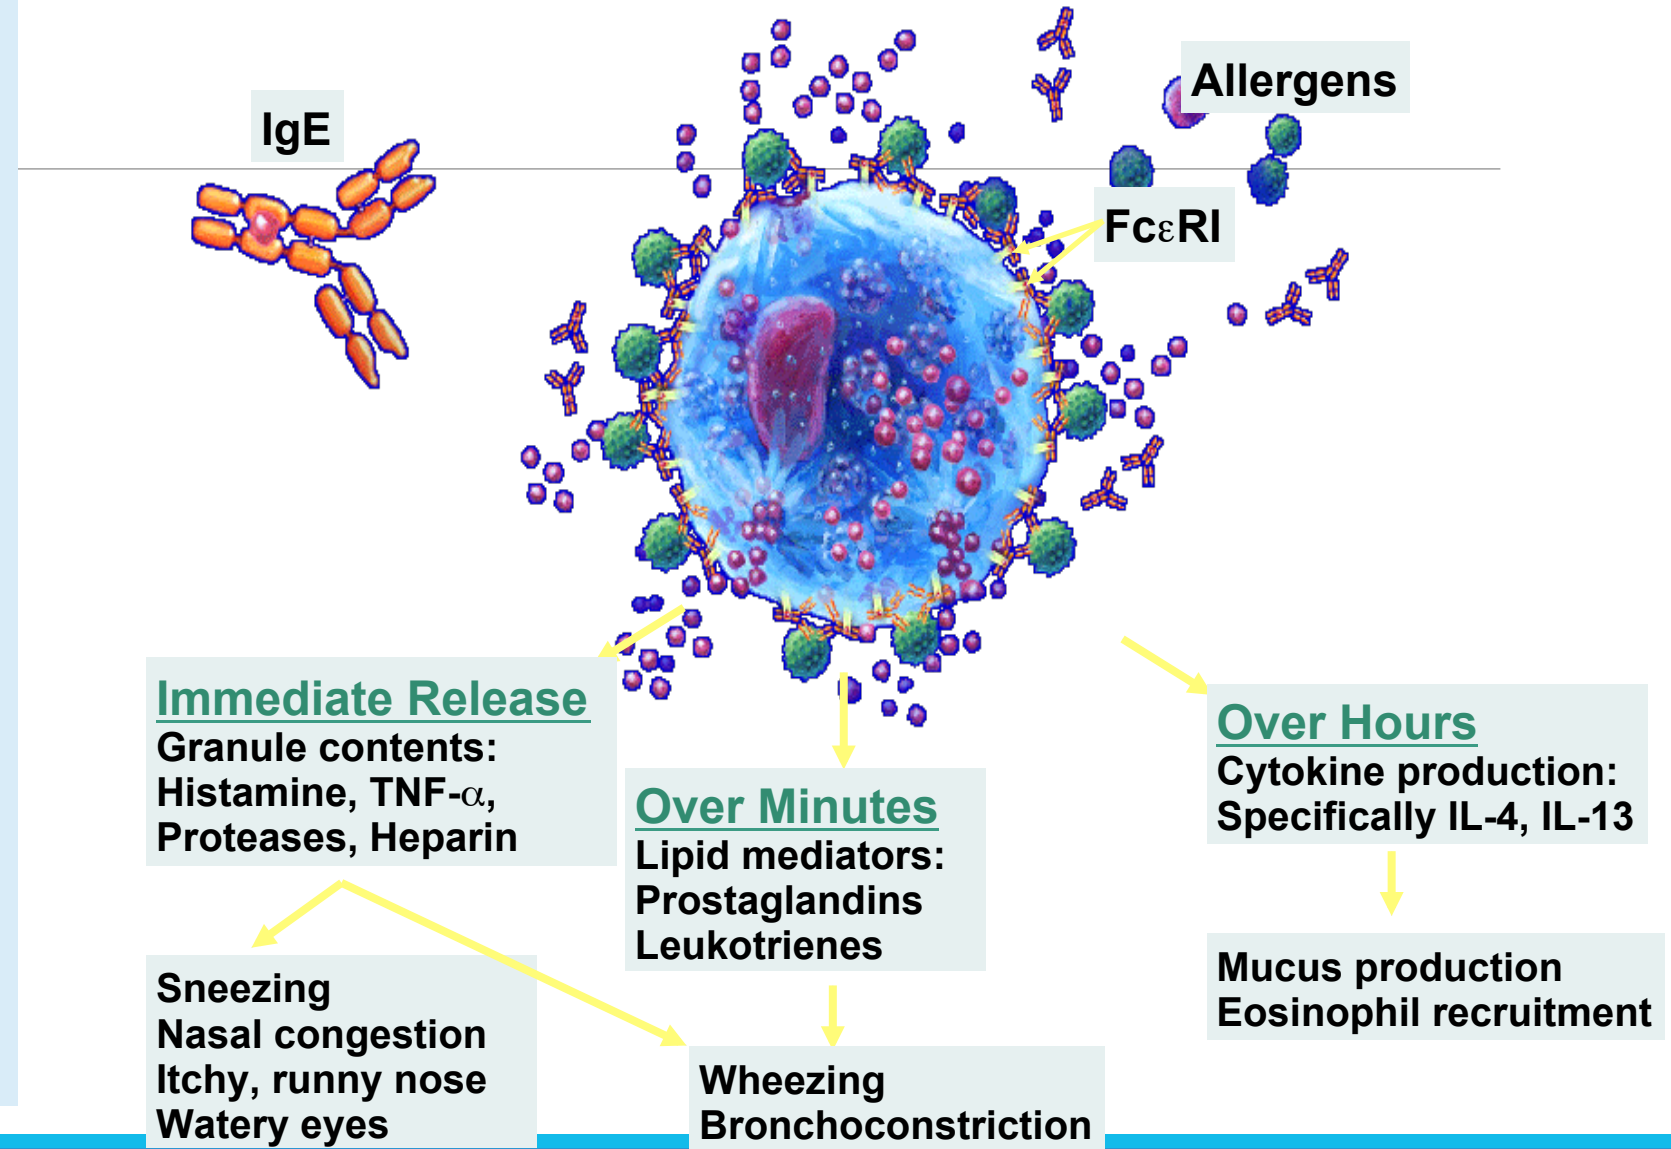 IgE
Allergens
FcεRI
Immediate Release
Granule contents:
Histamine, TNF-α,
Proteases, Heparin
Over Minutes
Lipid mediators:
Prostaglandins
Leukotrienes
Over Hours
Cytokine production:
Specifically IL-4, IL-13
Sneezing
Nasal congestion
Itchy, runny nose
Watery eyes
Wheezing
Bronchoconstriction
Mucus production
Eosinophil recruitment